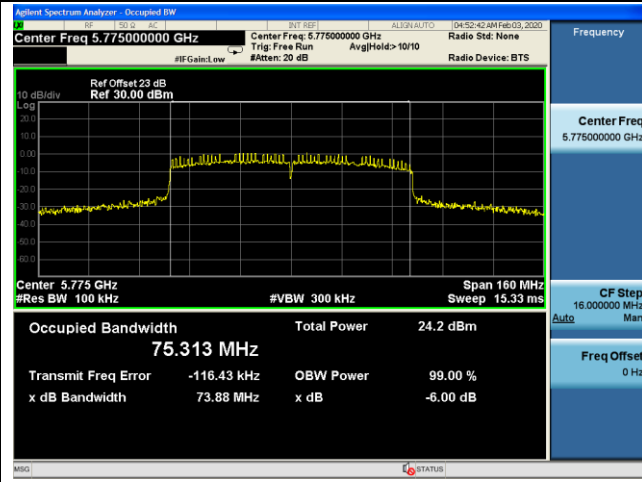 Agilent Spectrum Analyzer - Occupied BW
RF 50 Ω AC INT REF ALIGN AUTO 04:52:42 AM Feb 03, 2020
Center Freq 5.775000000 GHz
Center Freq: 5.775000000 GHz Radio Std: None
Trig: Free Run Avg|Hold:> 10/10
#IFGain:Low #Atten: 20 dB Radio Device: BTS
Ref Offset 23 dB
10 dB/div Ref 30.00 dBm
Log
20.0
10.0
0.00
-10.0
-20.0
-30.0
-40.0
-50.0
-60.0
Center 5.775 GHz Span 160 MHz
#Res BW 100 kHz #VBW 300 kHz Sweep 15.33 ms
Occupied Bandwidth Total Power 24.2 dBm
75.313 MHz
Transmit Freq Error -116.43 kHz OBW Power 99.00 %
x dB Bandwidth 73.88 MHz x dB -6.00 dB
MSG STATUS
Frequency
Center Freq
5.775000000 GHz
CF Step
16.000000 MHz
Auto Man
Freq Offset
0 Hz